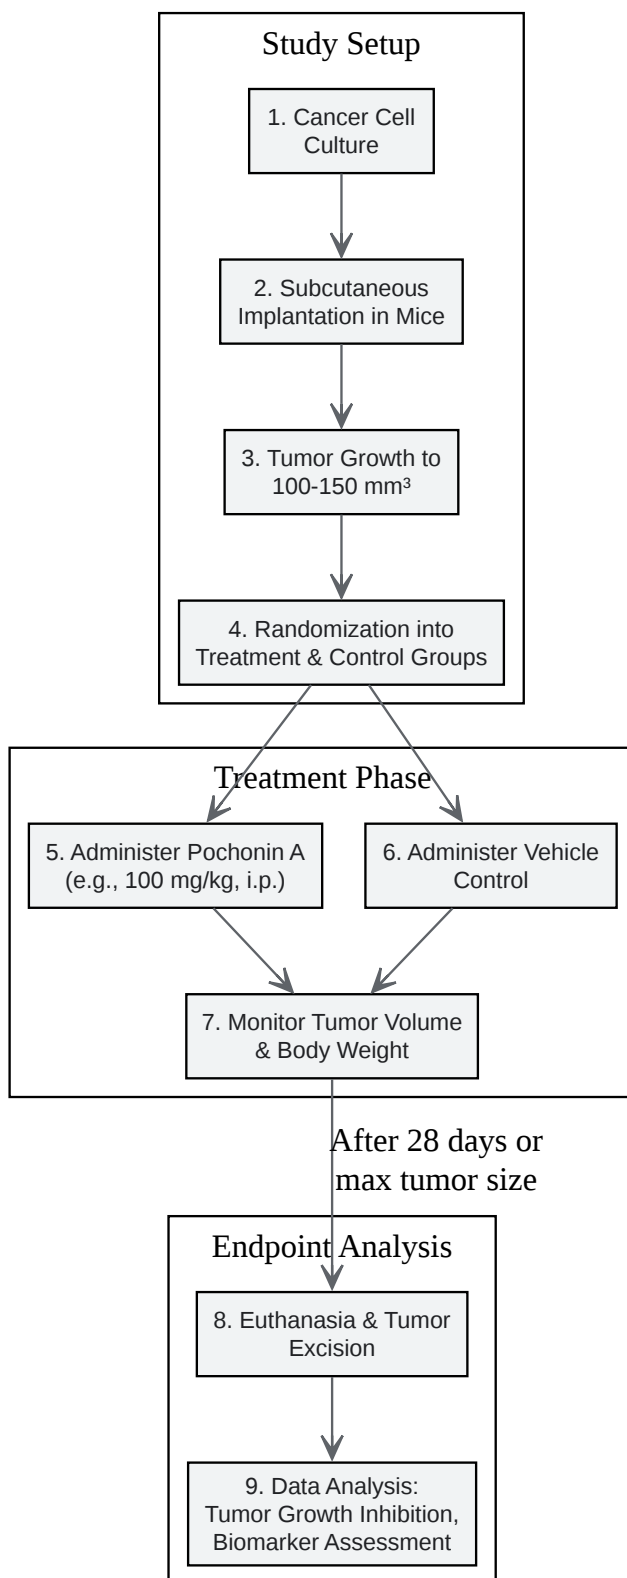 Study Setup
1. Cancer Cell
Culture
2. Subcutaneous
Implantation in Mice
3. Tumor Growth to
100-150 mm³
4. Randomization into
Treatment & Control Groups
Treatment Phase
5. Administer Pochonin A
(e.g., 100 mg/kg, i.p.)
6. Administer Vehicle
Control
7. Monitor Tumor Volume
& Body Weight
After 28 days or
max tumor size
Endpoint Analysis
8. Euthanasia & Tumor
Excision
9. Data Analysis:
Tumor Growth Inhibition,
Biomarker Assessment